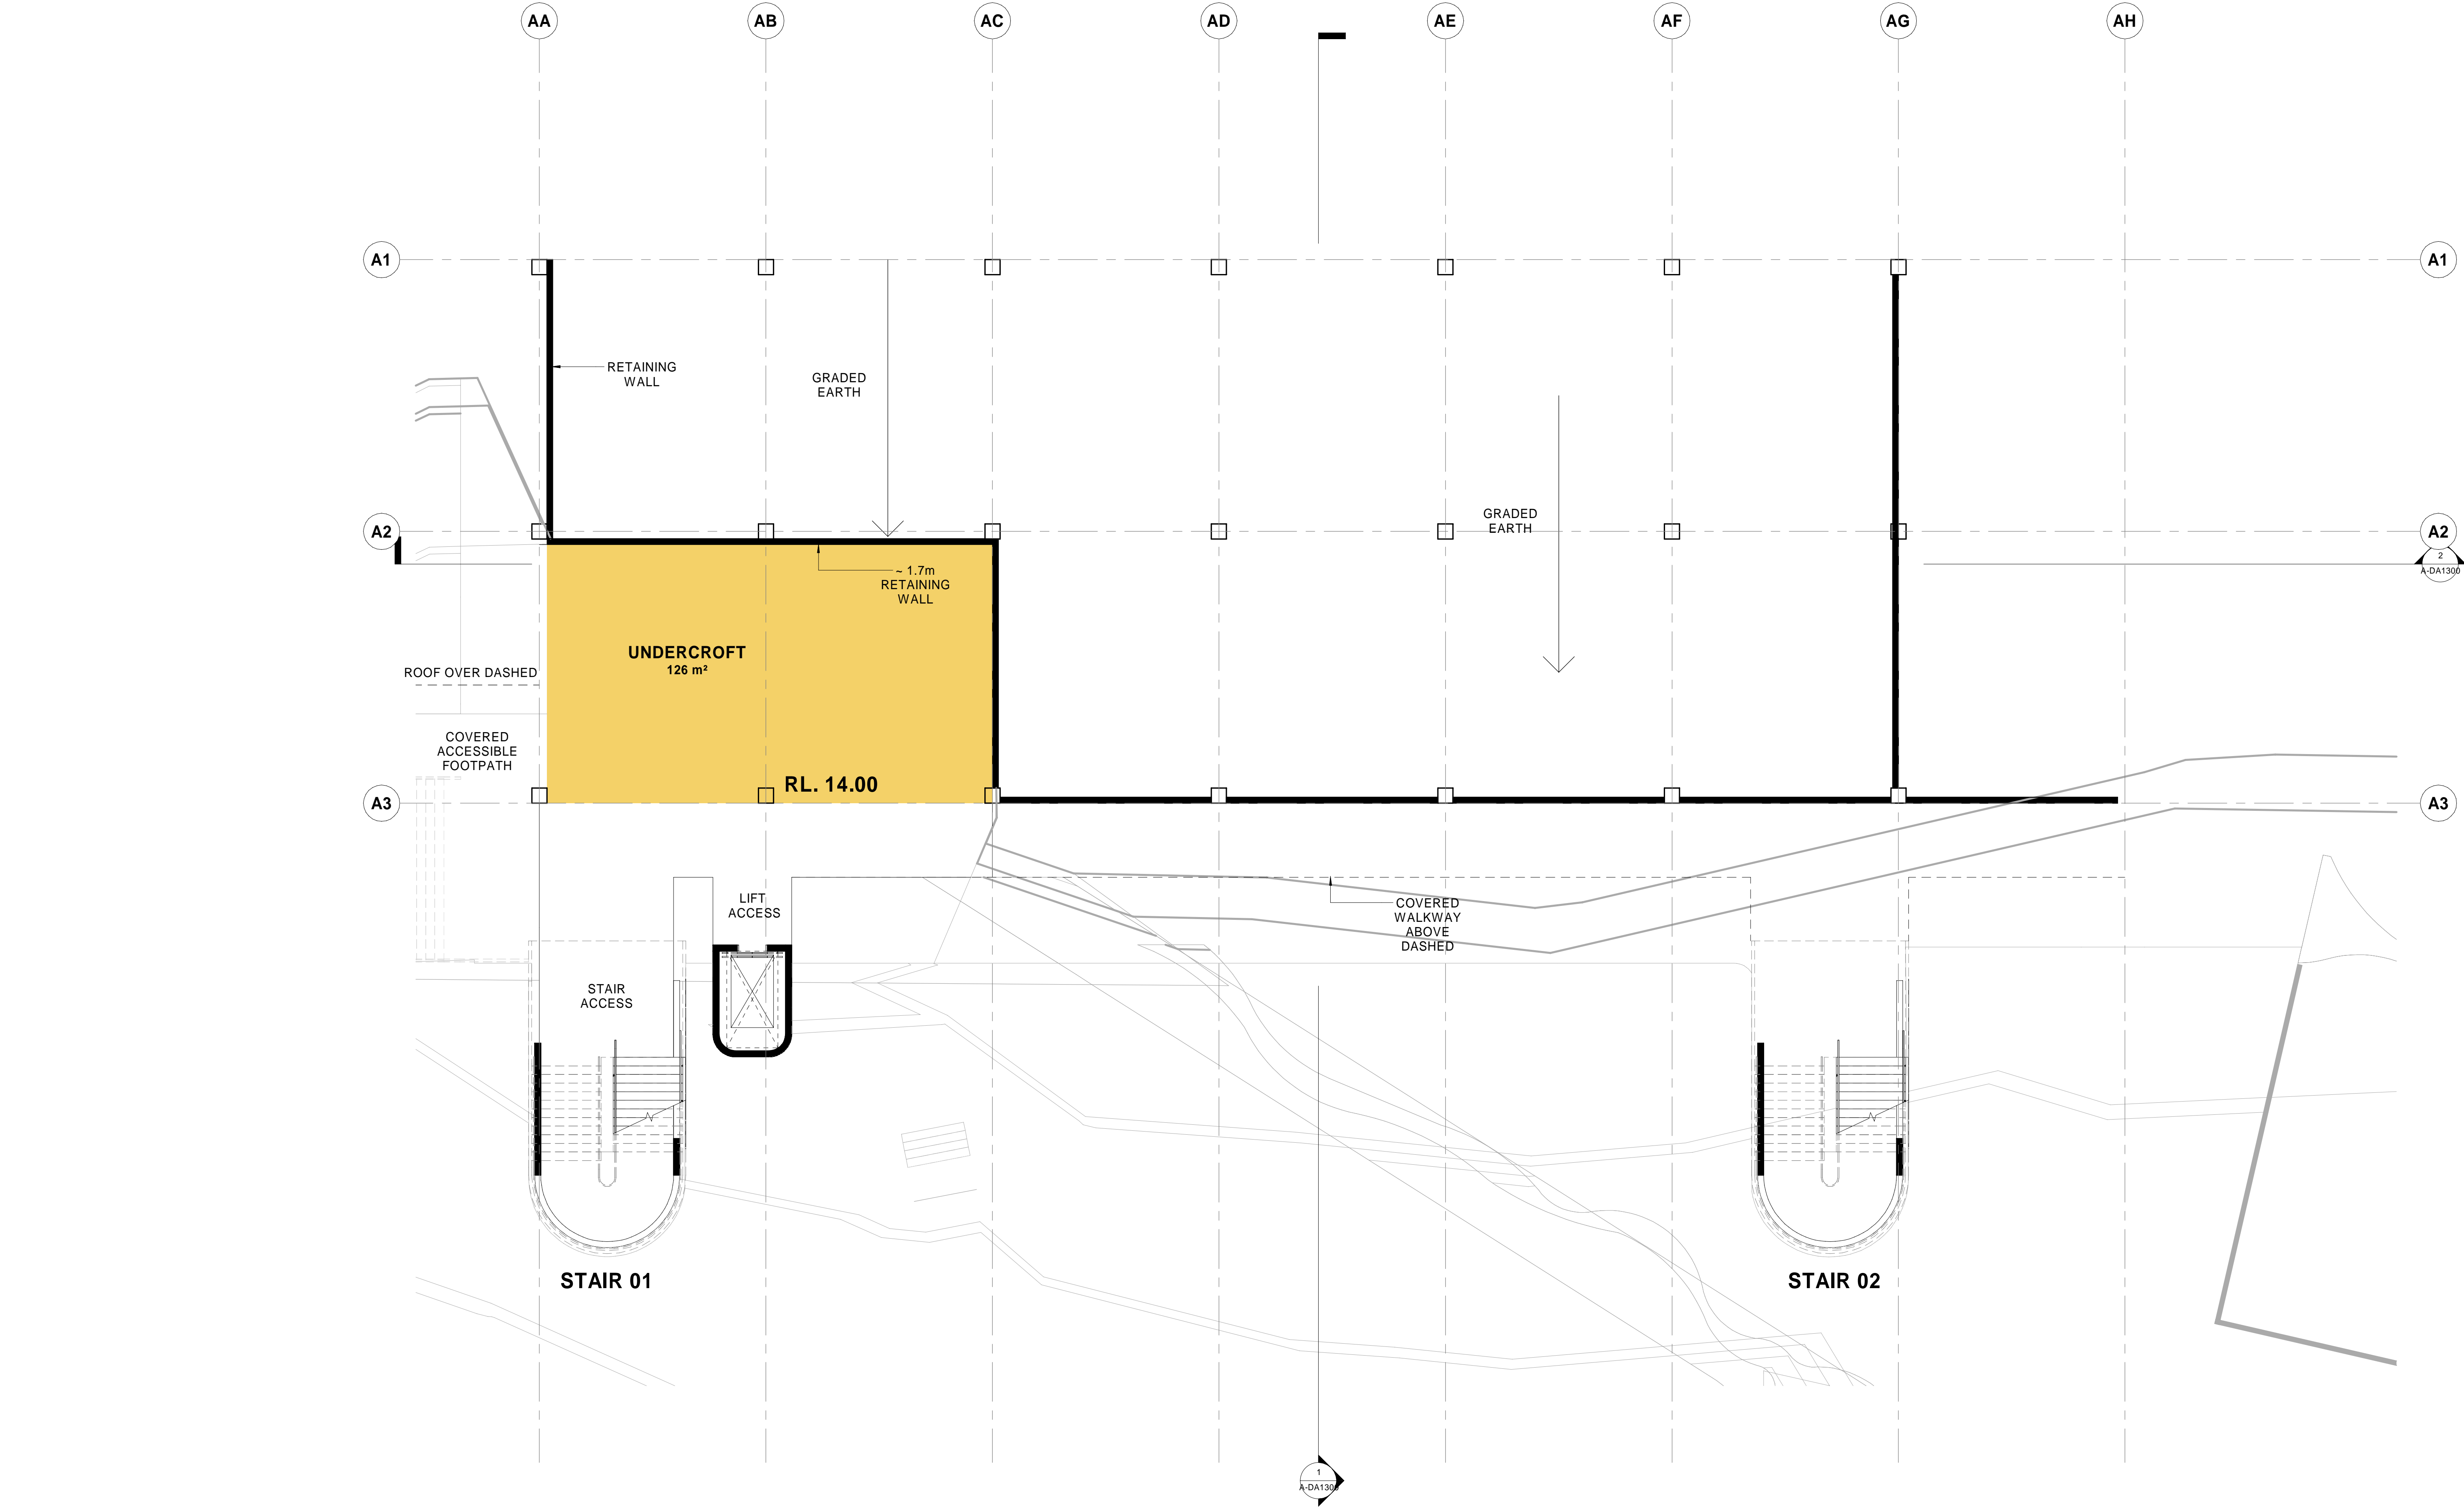 AA
AB
AC
AD
AE
AF
AG
AH
A1
A1
RETAINING
WALL
GRADED
EARTH
GRADED
EARTH
A2
A2
2
A-DA1300
~ 1.7m
RETAINING
WALL
UNDERCROFT
126 m²
ROOF OVER DASHED
COVERED
ACCESSIBLE
FOOTPATH
RL. 14.00
A3
A3
LIFT
ACCESS
COVERED
WALKWAY
ABOVE
DASHED
STAIR
ACCESS
STAIR 01
STAIR 02
1
A-DA1300